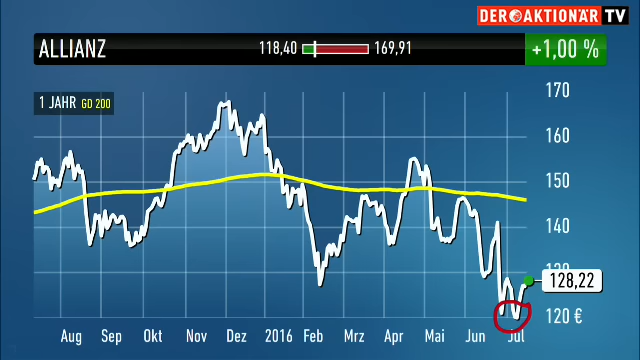 DER AKTIONÄR TV
ALLIANZ 118,40 169,91 +1,00 %
1 JAHR GD 200
170
160
150
140
128,22
120 €
Aug Sep Okt Nov Dez 2016 Feb Mrz Apr Mai Jun Jul